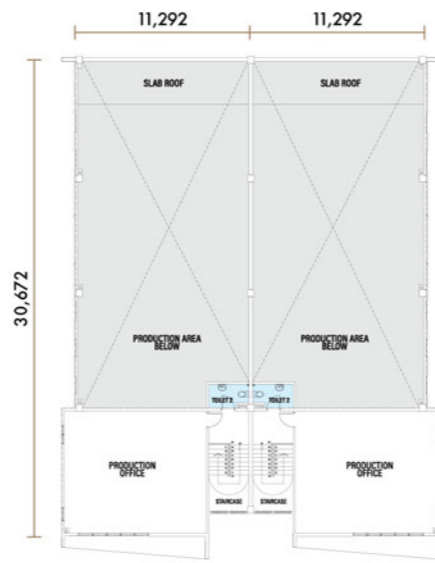 11,292 11,292
SLAB ROOF SLAB ROOF
30,672
PRODUCTION AREA PRODUCTION AREA
BELOW BELOW
TOILET 2 TOILET 2
PRODUCTION PRODUCTION
OFFICE OFFICE
STAIRCASE STAIRCASE